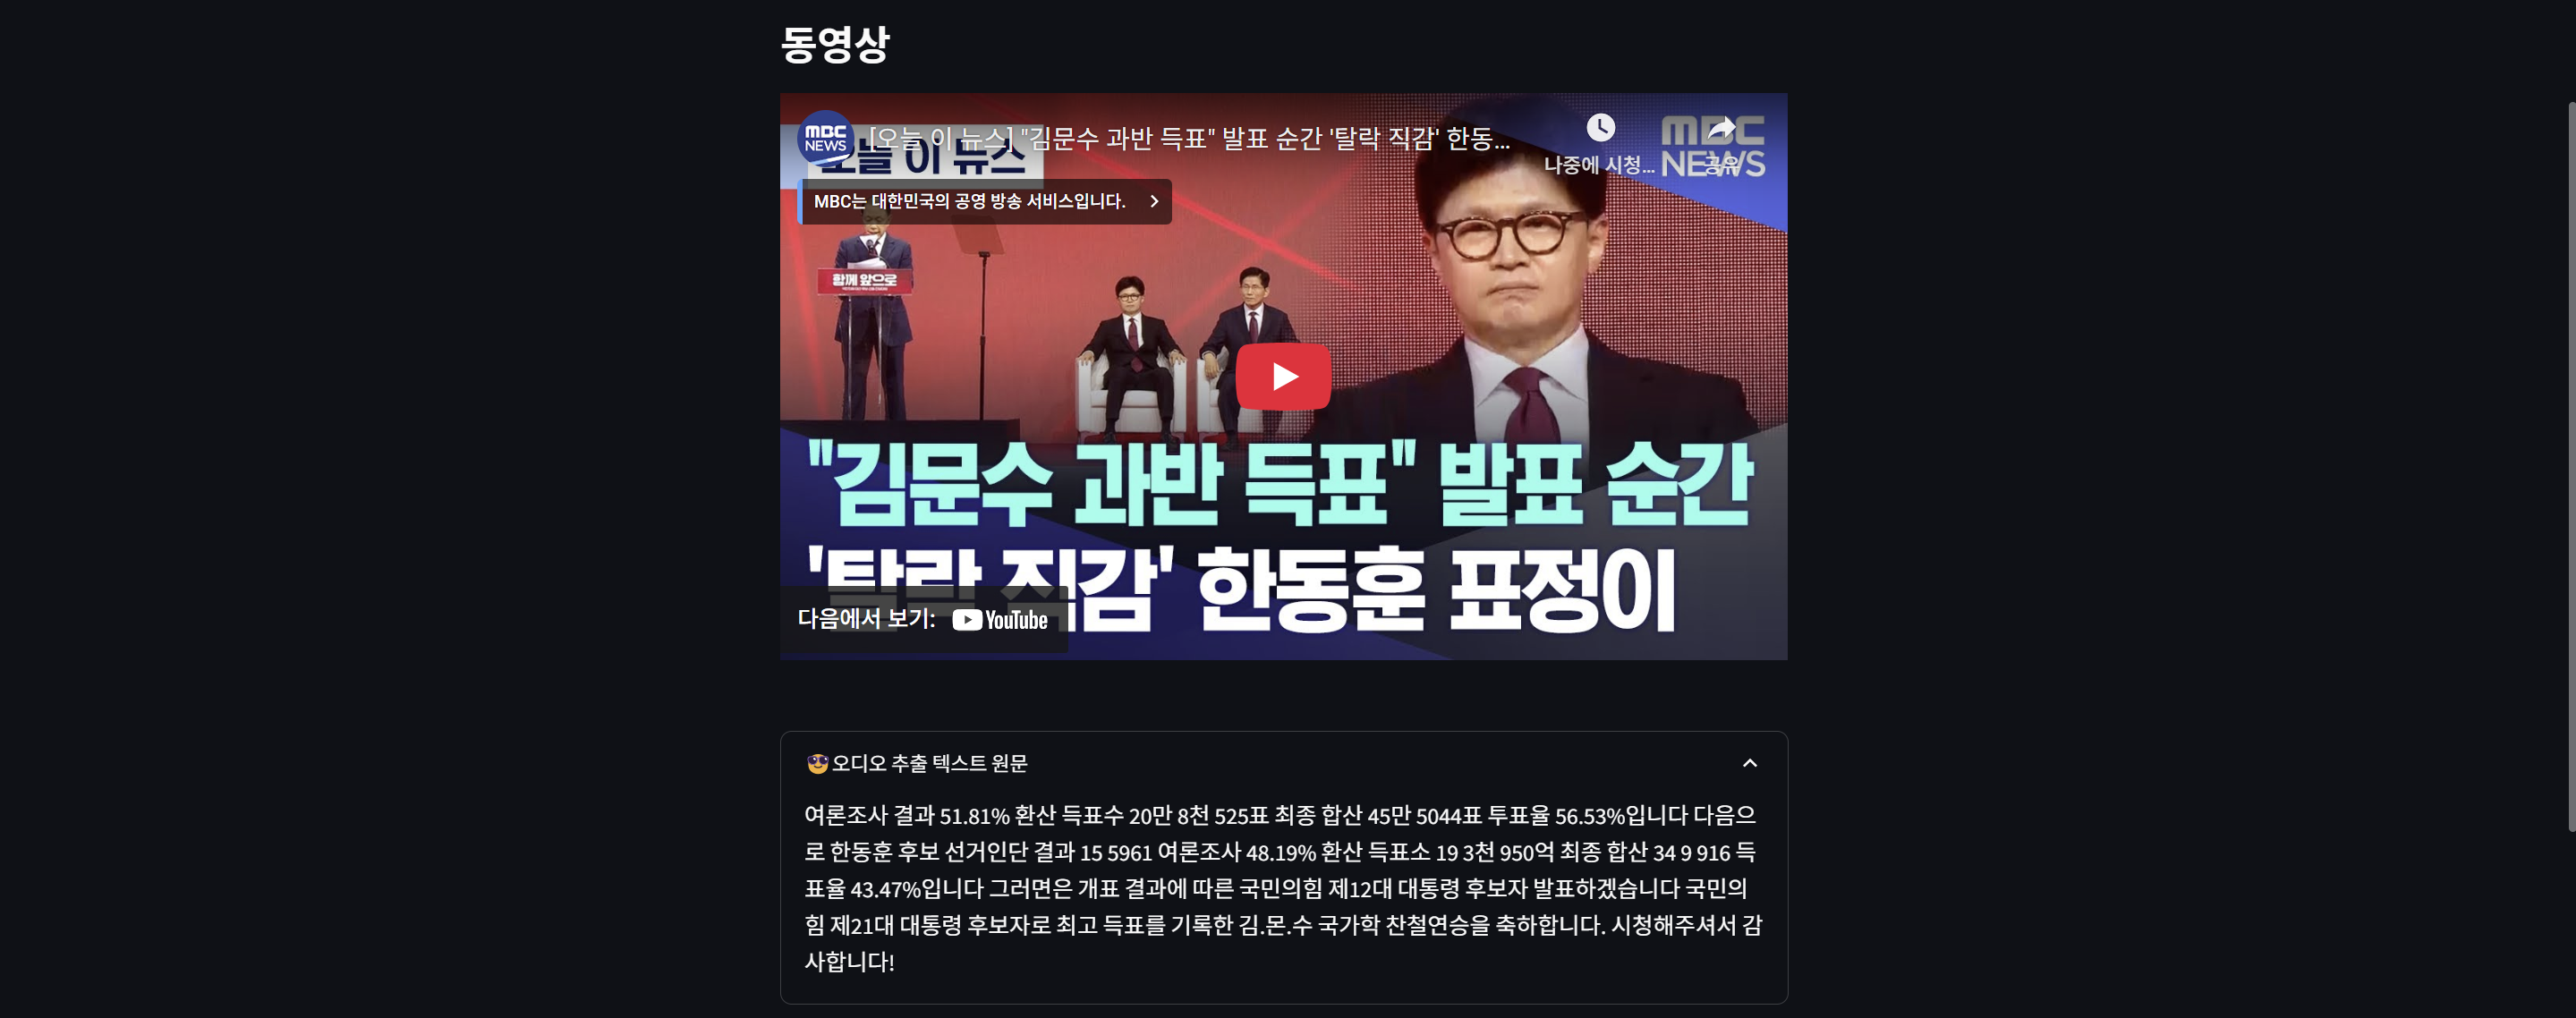 동영상
MBC
NEWS
[오늘 이 뉴스] "김문수 과반 득표" 발표 순간 '탈락 직감' 한동...
오늘 이 뉴스
나중에 시청...
공유
MBC
NEWS
MBC는 대한민국의 공영 방송 서비스입니다.
함께 앞으로
"김문수 과반 득표" 발표 순간
'탈락 직감' 한동훈 표정이
다음에서 보기: YouTube
😎오디오 추출 텍스트 원문
여론조사 결과 51.81% 환산 득표수 20만 8천 525표 최종 합산 45만 5044표 투표율 56.53%입니다 다음으
로 한동훈 후보 선거인단 결과 15 5961 여론조사 48.19% 환산 득표소 19 3천 950억 최종 합산 34 9 916 득
표율 43.47%입니다 그러면은 개표 결과에 따른 국민의힘 제12대 대통령 후보자 발표하겠습니다 국민의
힘 제21대 대통령 후보자로 최고 득표를 기록한 김.몬.수 국가학 찬철연승을 축하합니다. 시청해주셔서 감
사합니다!